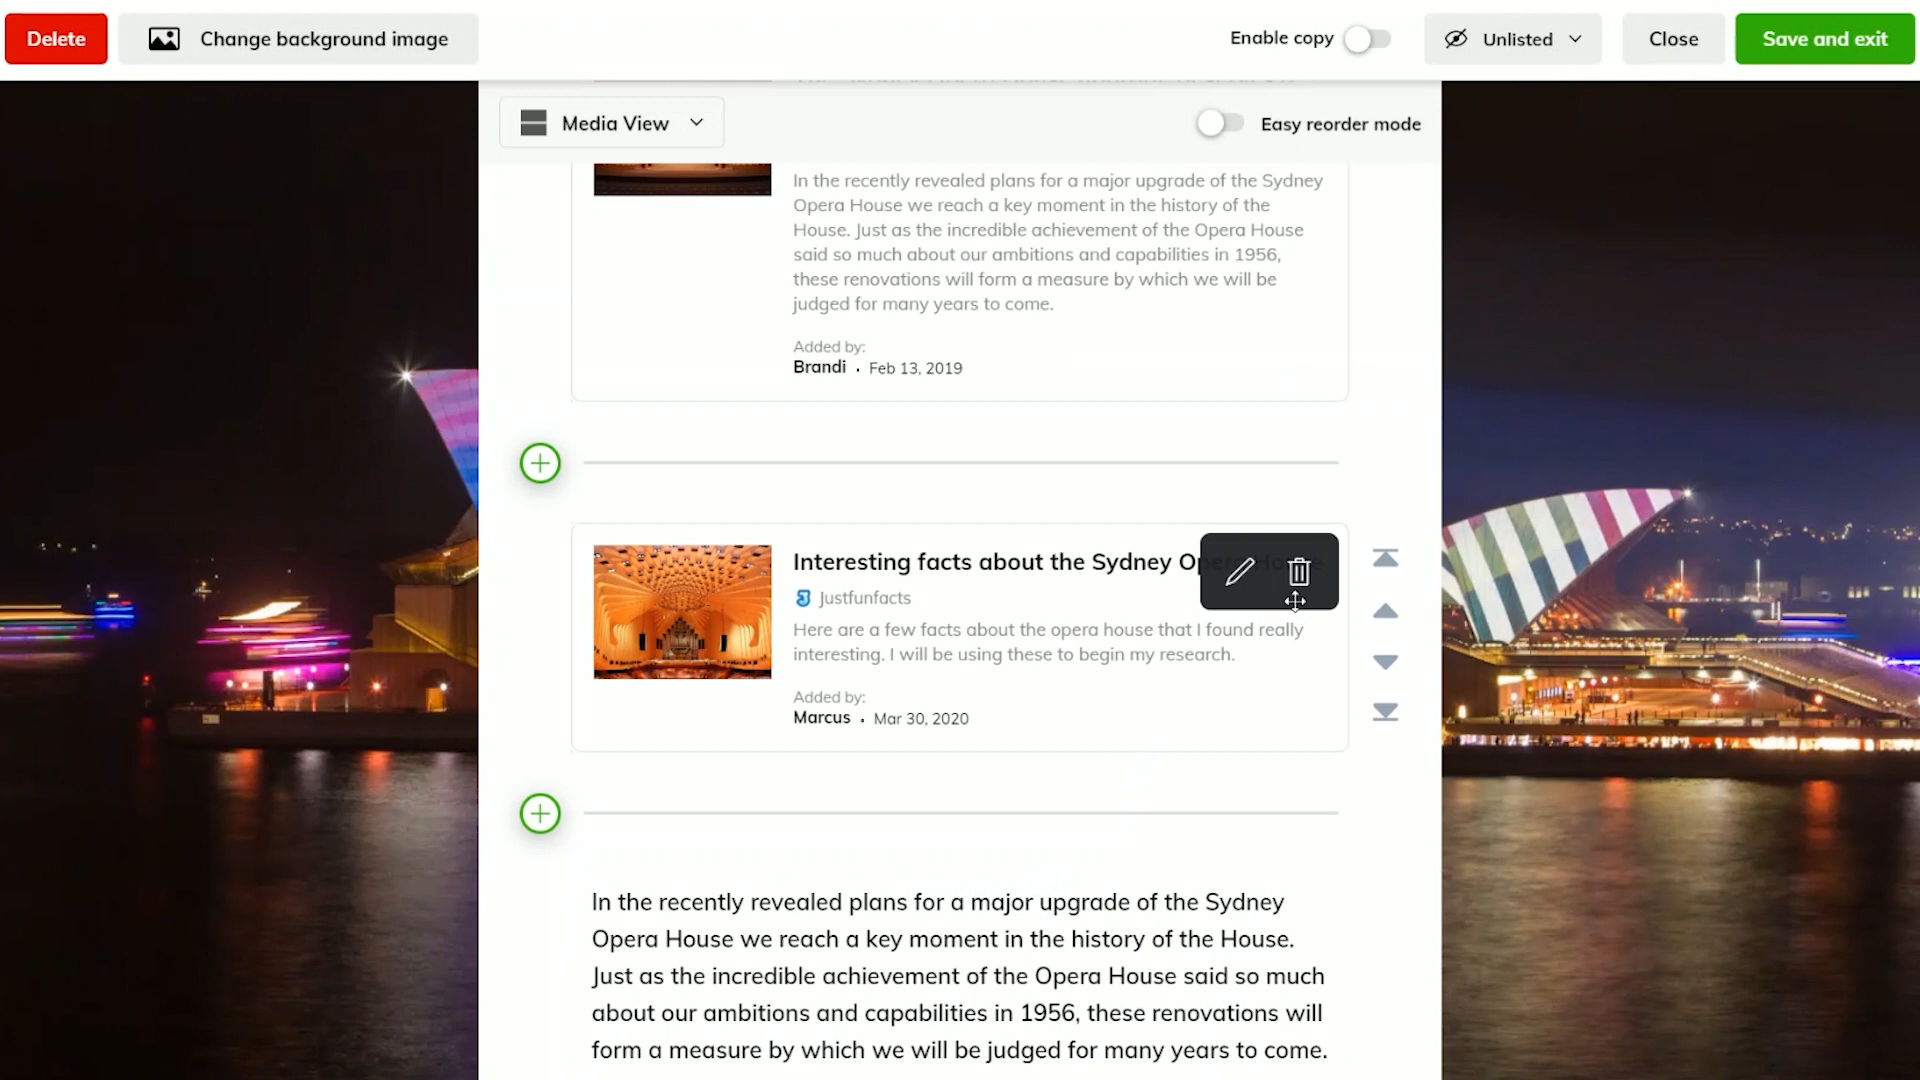 Delete
Change background image
Enable copy
Unlisted
Close
Save and exit
Media View
Easy reorder mode
In the recently revealed plans for a major upgrade of the Sydney
Opera House we reach a key moment in the history of the
House. Just as the incredible achievement of the Opera House
said so much about our ambitions and capabilities in 1956,
these renovations will form a measure by which we will be
judged for many years to come.
Added by:
Brandi • Feb 13, 2019
Interesting facts about the Sydney Opera House
Justfunfacts
Here are a few facts about the opera house that I found really
interesting. I will be using these to begin my research.
Added by:
Marcus • Mar 30, 2020
In the recently revealed plans for a major upgrade of the Sydney
Opera House we reach a key moment in the history of the House.
Just as the incredible achievement of the Opera House said so much
about our ambitions and capabilities in 1956, these renovations will
form a measure by which we will be judged for many years to come.